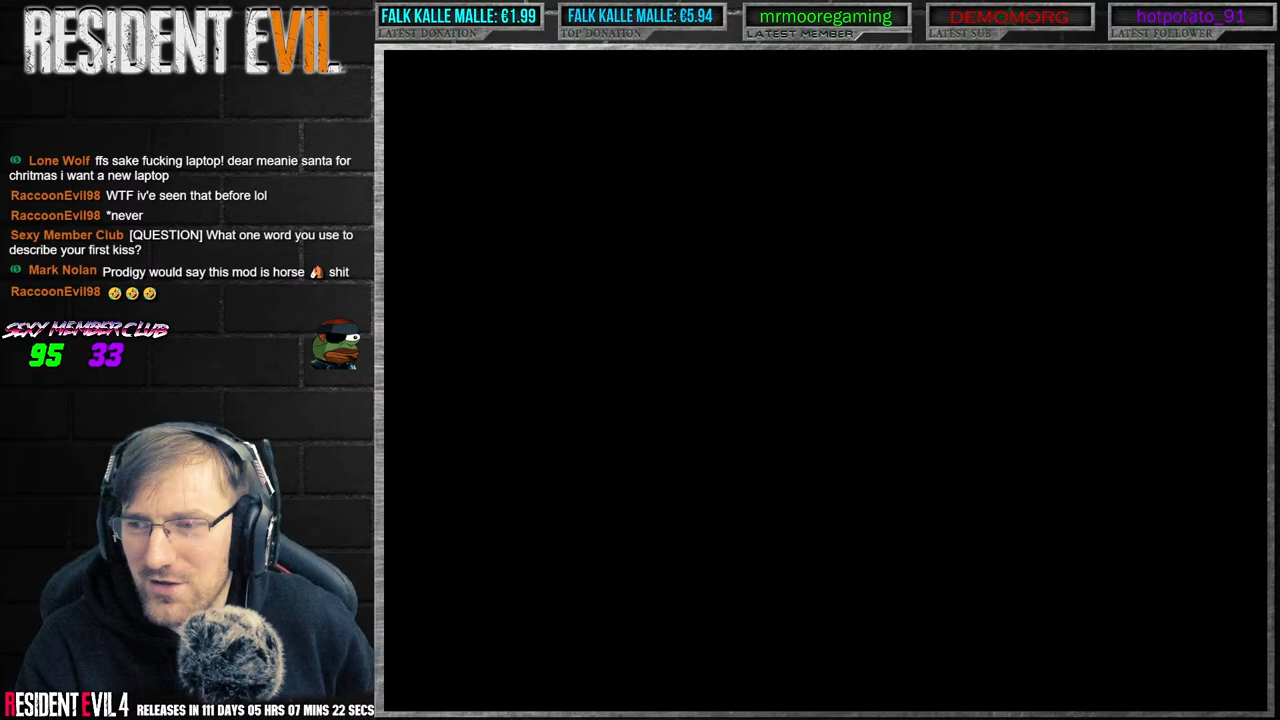 RESIDENT EVIL
FALK KALLE MALLE: €1.99
LATEST DONATION
FALK KALLE MALLE: €5.94
TOP DONATION
mrmooregaming
LATEST MEMBER
DEMOMORG
LATEST SUB
hotpotato_91
LATEST FOLLOWER
Lone Wolf ffs sake fucking laptop! dear meanie santa for
chritmas i want a new laptop
RaccoonEvil98 WTF iv'e seen that before lol
RaccoonEvil98 *never
Sexy Member Club [QUESTION] What one word you use to
describe your first kiss?
Mark Nolan Prodigy would say this mod is horse 🐴 shit
RaccoonEvil98 🤣🤣🤣
SEXY MEMBER CLUB
95 33
RESIDENT EVIL 4 RELEASES IN 111 DAYS 05 HRS 07 MINS 22 SECS